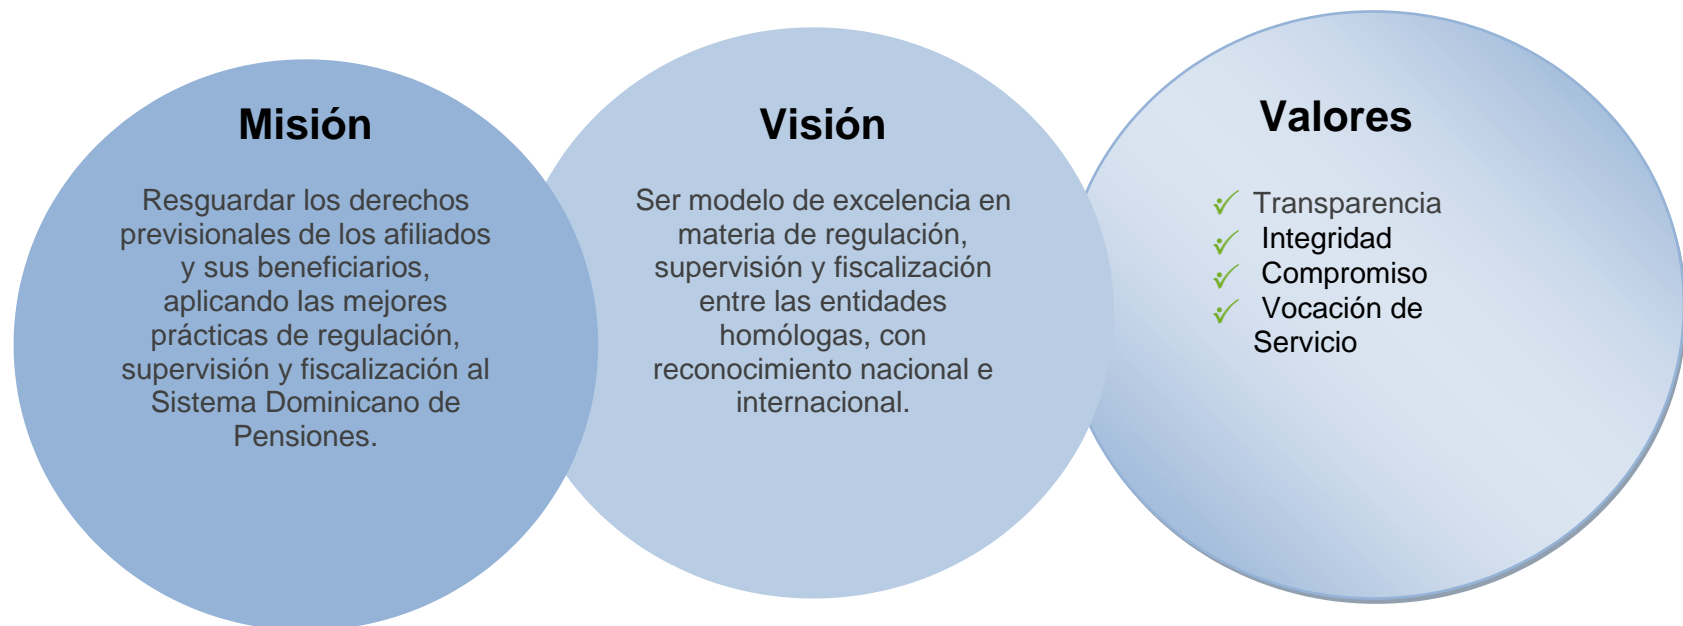 Misión
Resguardar los derechos
previsionales de los afiliados
y sus beneficiarios,
aplicando las mejores
prácticas de regulación,
supervisión y fiscalización al
Sistema Dominicano de
Pensiones.
Visión
Ser modelo de excelencia en
materia de regulación,
supervisión y fiscalización
entre las entidades
homólogas, con
reconocimiento nacional e
internacional.
Valores
Transparencia
Integridad
Compromiso
Vocación de
Servicio